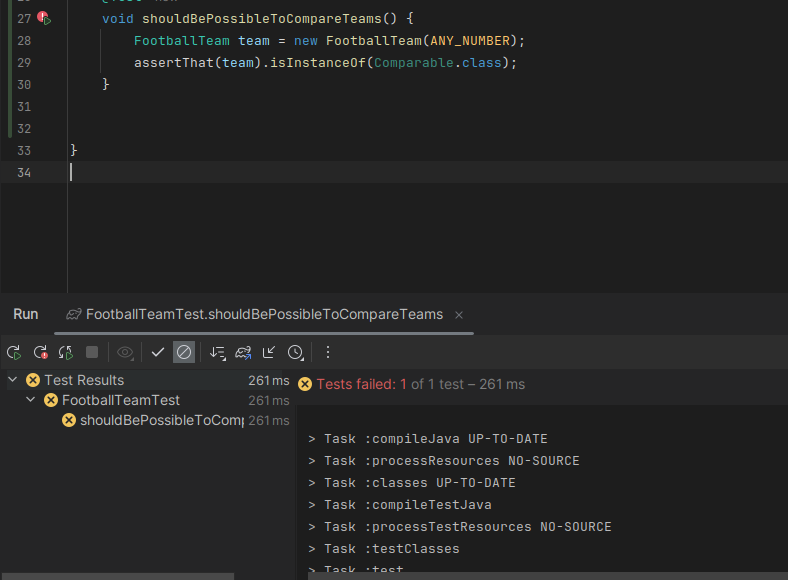 27 void shouldBePossibleToCompareTeams() {
28 FootballTeam team = new FootballTeam(ANY_NUMBER);
29 assertThat(team).isInstanceOf(Comparable.class);
30 }
31
32
33 }
34
Run FootballTeamTest.shouldBePossibleToCompareTeams
Test Results 261 ms
FootballTeamTest 261 ms
shouldBePossibleToComp 261 ms
Tests failed: 1 of 1 test – 261 ms
> Task :compileJava UP-TO-DATE
> Task :processResources NO-SOURCE
> Task :classes UP-TO-DATE
> Task :compileTestJava
> Task :processTestResources NO-SOURCE
> Task :testClasses
> Task :test